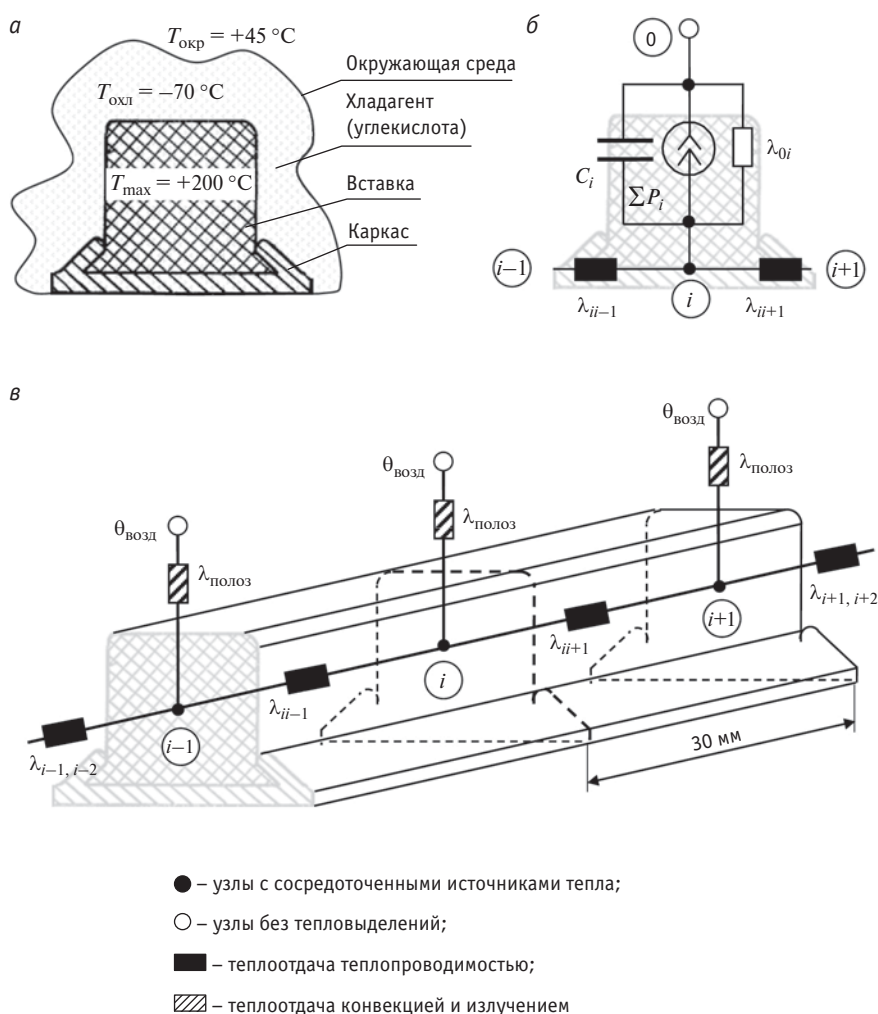 а
T_окр = +45 °C
T_охл = –70 °C
T_max = +200 °C
Окружающая среда
Хладагент
(углекислота)
Вставка
Каркас
б
0
C_i
∑P_i
λ_0i
i–1
i+1
λ_ii–1
i
λ_ii+1
в
θ_возд
λ_полоз
θ_возд
λ_полоз
θ_возд
λ_полоз
λ_i+1, i+2
i+1
λ_ii+1
i
λ_ii–1
i–1
λ_i–1, i–2
30 мм
– узлы с сосредоточенными источниками тепла;
– узлы без тепловыделений;
– теплоотдача теплопроводимостью;
– теплоотдача конвекцией и излучением